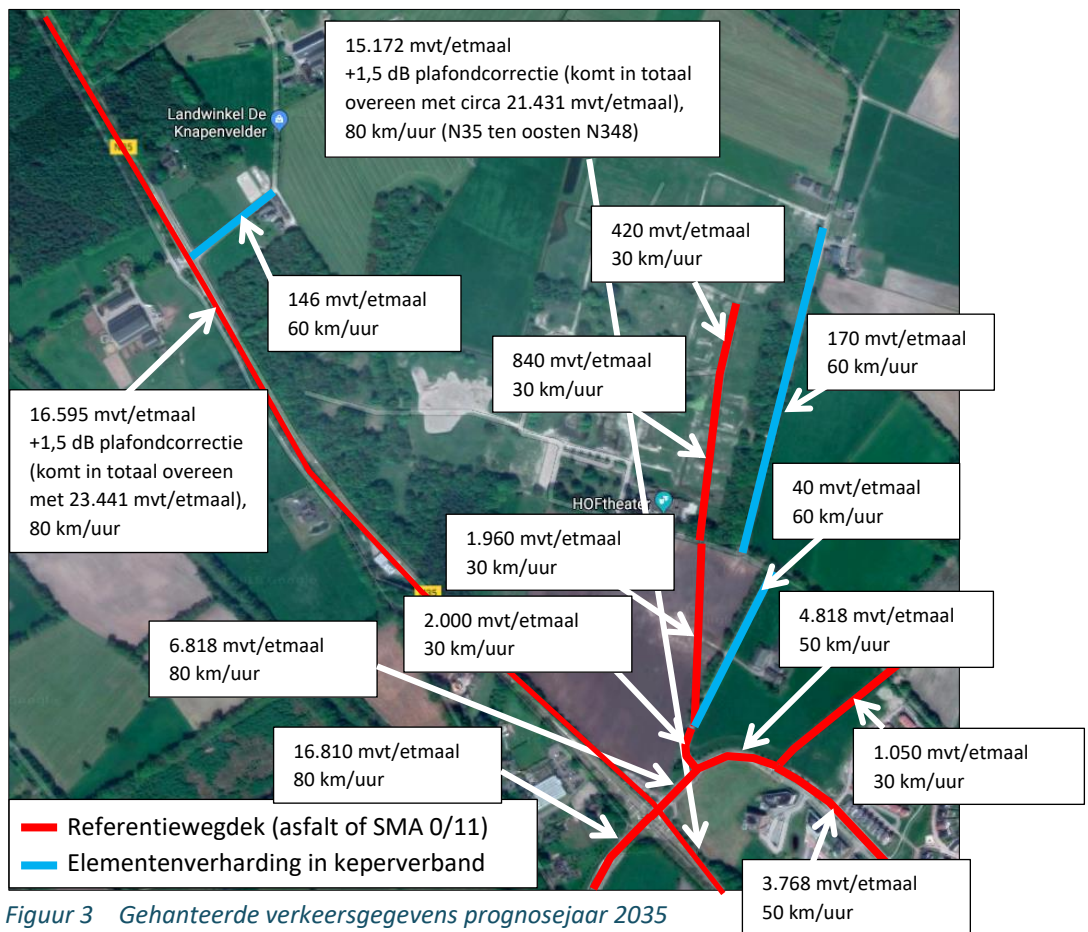 15.172 mvt/etmaal
+1,5 dB plafondcorrectie (komt in totaal
overeen met circa 21.431 mvt/etmaal),
80 km/uur (N35 ten oosten N348)
Landwinkel De
Knapenvelder
N35
420 mvt/etmaal
30 km/uur
146 mvt/etmaal
60 km/uur
840 mvt/etmaal
30 km/uur
170 mvt/etmaal
60 km/uur
16.595 mvt/etmaal
+1,5 dB plafondcorrectie
(komt in totaal overeen
met 23.441 mvt/etmaal),
80 km/uur
HOFtheater
40 mvt/etmaal
60 km/uur
1.960 mvt/etmaal
30 km/uur
N35
2.000 mvt/etmaal
30 km/uur
4.818 mvt/etmaal
50 km/uur
6.818 mvt/etmaal
80 km/uur
16.810 mvt/etmaal
80 km/uur
1.050 mvt/etmaal
30 km/uur
Referentiewegdek (asfalt of SMA 0/11)
Elementenverharding in keperverband
3.768 mvt/etmaal
50 km/uur
Figuur 3 Gehanteerde verkeersgegevens prognosejaar 2035